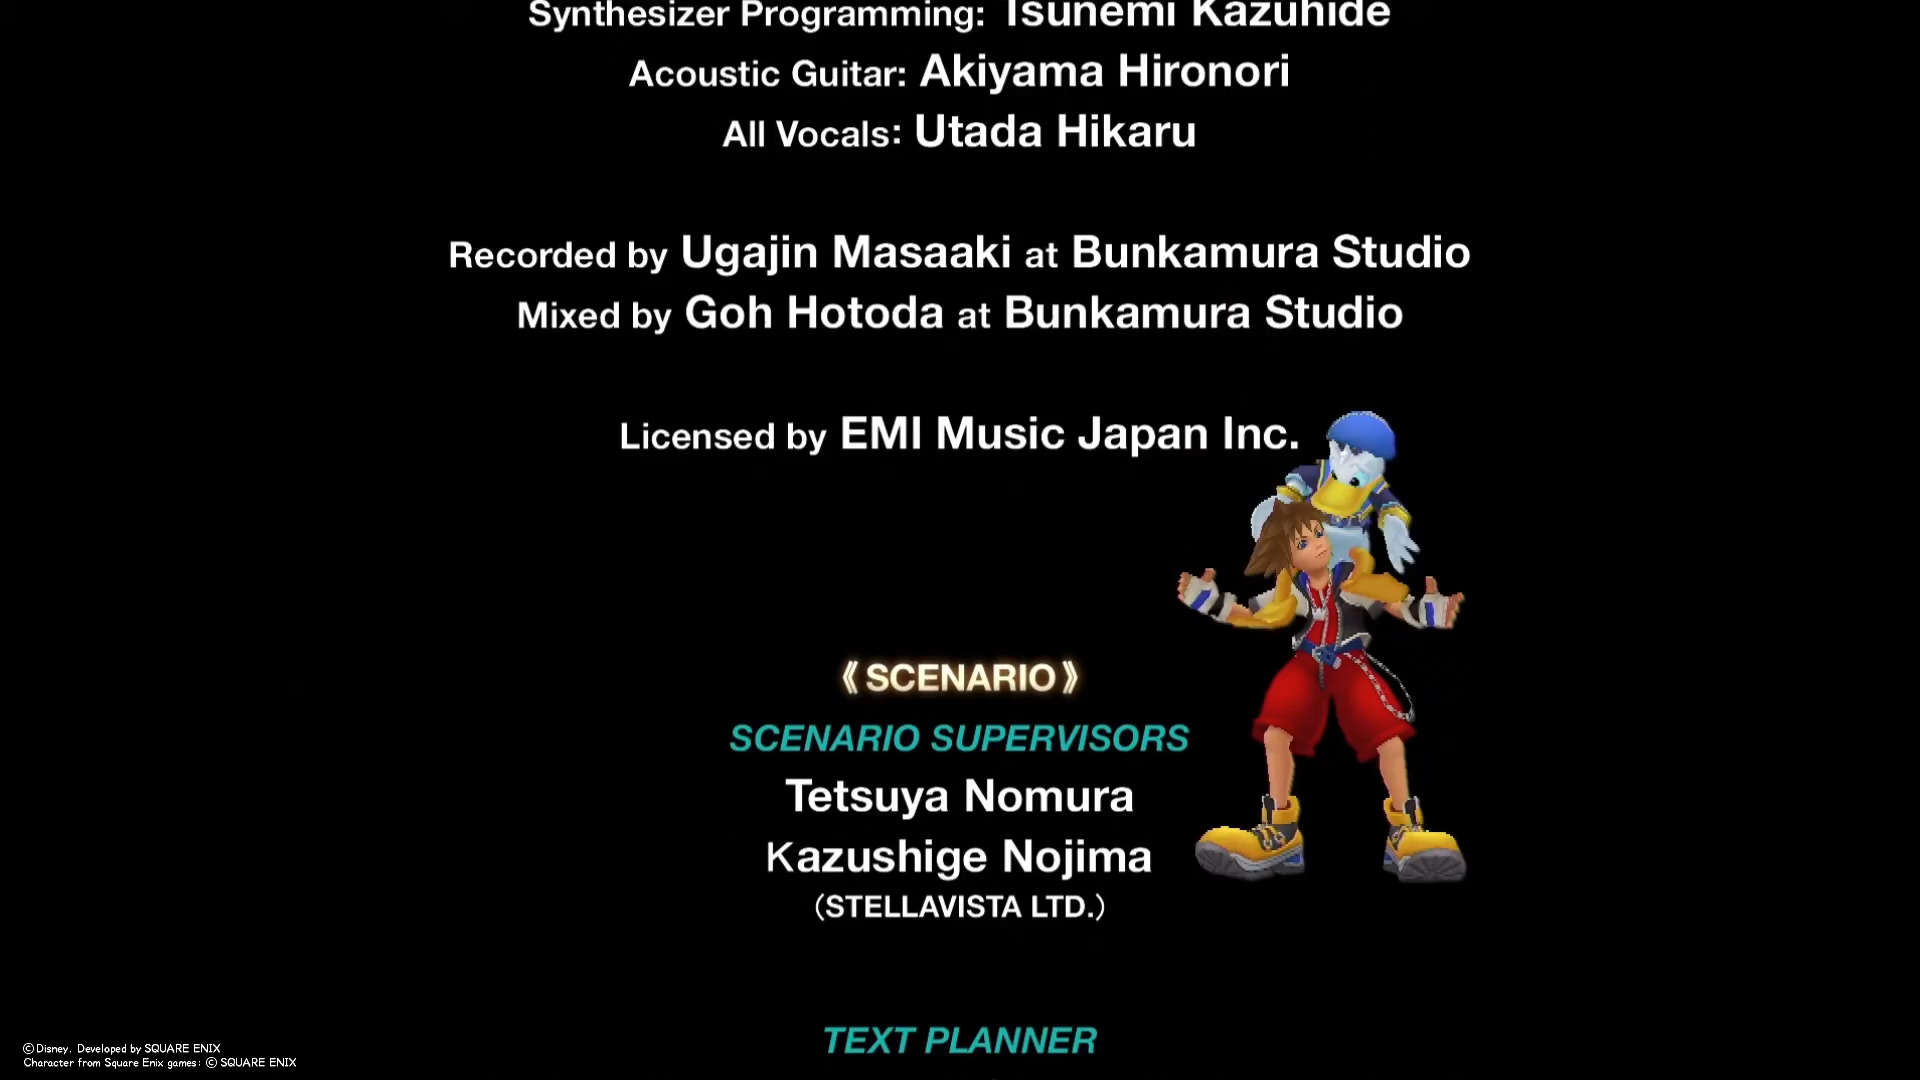 Synthesizer Programming: Tsunemi Kazuhide
Acoustic Guitar: Akiyama Hironori
All Vocals: Utada Hikaru
Recorded by Ugajin Masaaki at Bunkamura Studio
Mixed by Goh Hotoda at Bunkamura Studio
Licensed by EMI Music Japan Inc.
《SCENARIO》
SCENARIO SUPERVISORS
Tetsuya Nomura
Kazushige Nojima
(STELLAVISTA LTD.)
TEXT PLANNER
©Disney. Developed by SQUARE ENIX
Character from Square Enix games: © SQUARE ENIX